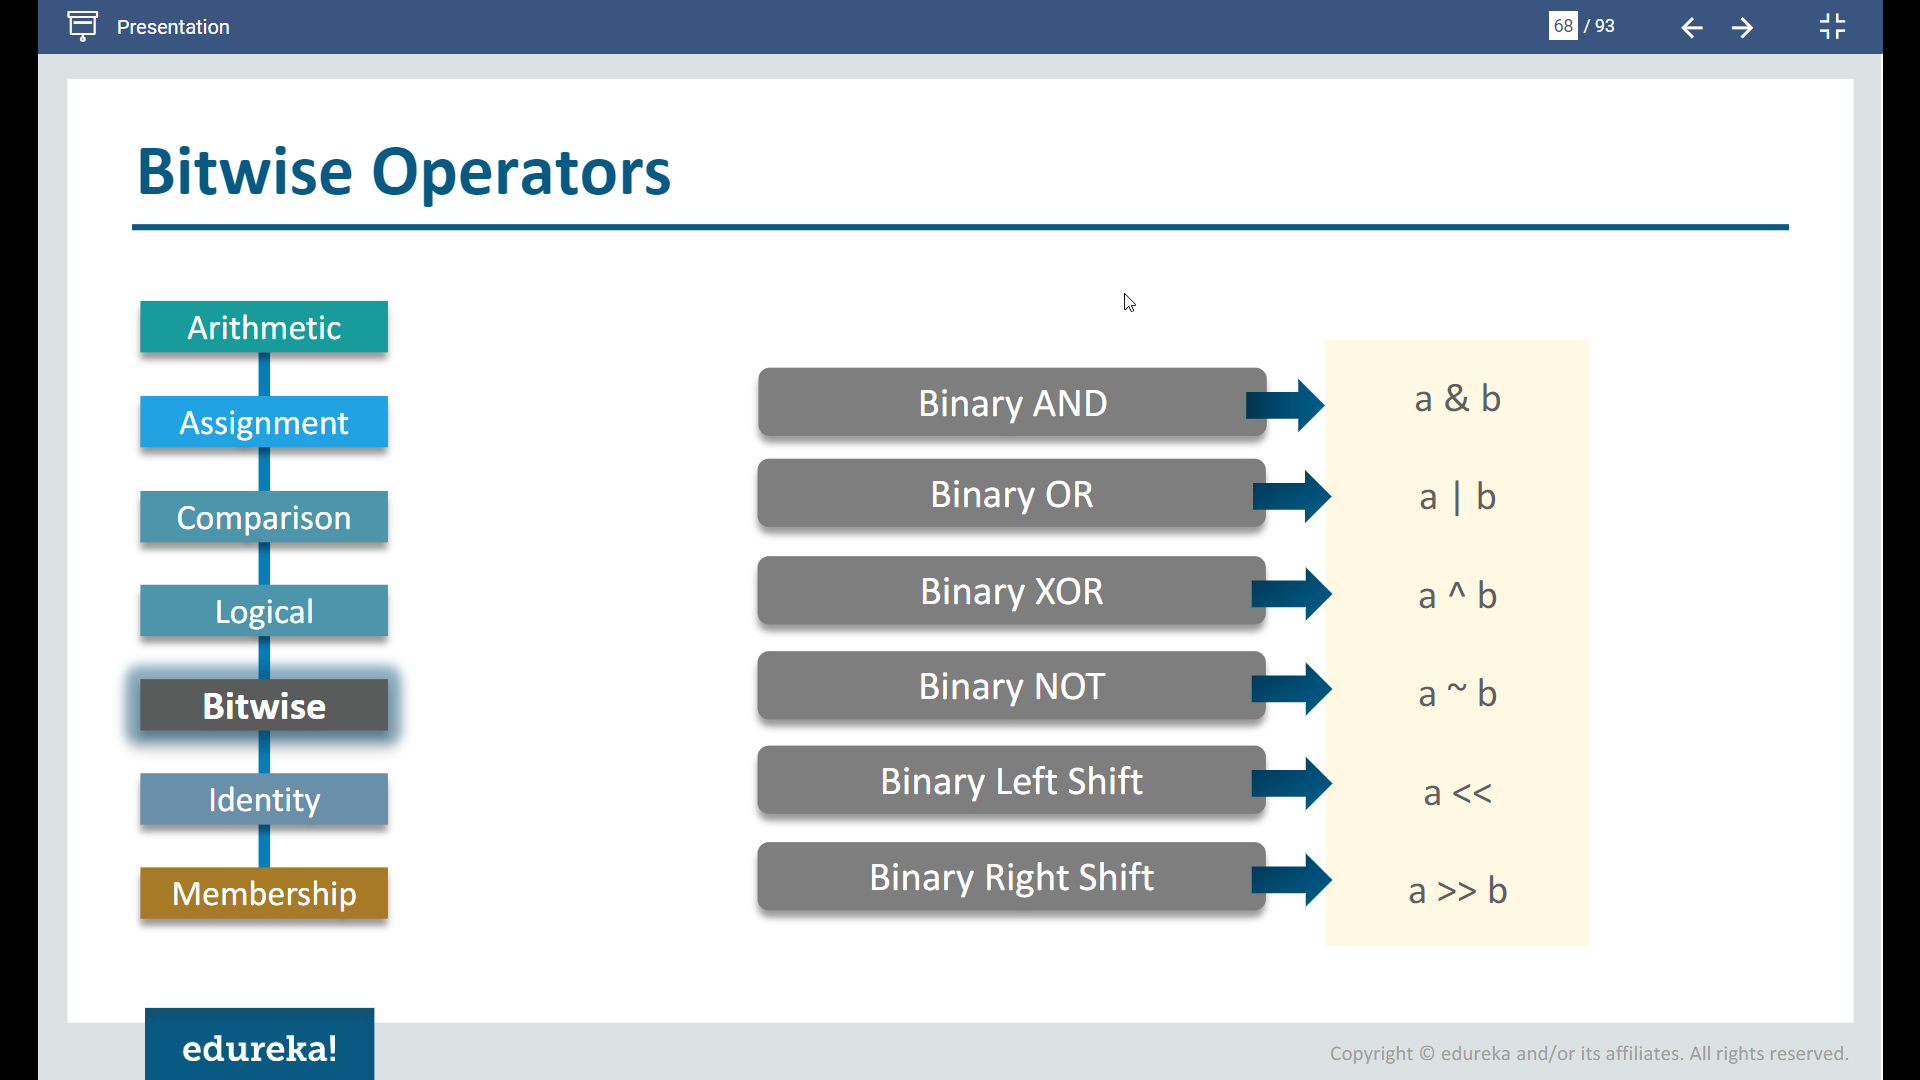 Presentation
68 / 93
Bitwise Operators
Arithmetic
Assignment
Comparison
Logical
Bitwise
Identity
Membership
Binary AND
a & b
Binary OR
a | b
Binary XOR
a ^ b
Binary NOT
a ~ b
Binary Left Shift
a <<
Binary Right Shift
a >> b
edureka!
Copyright © edureka and/or its affiliates. All rights reserved.